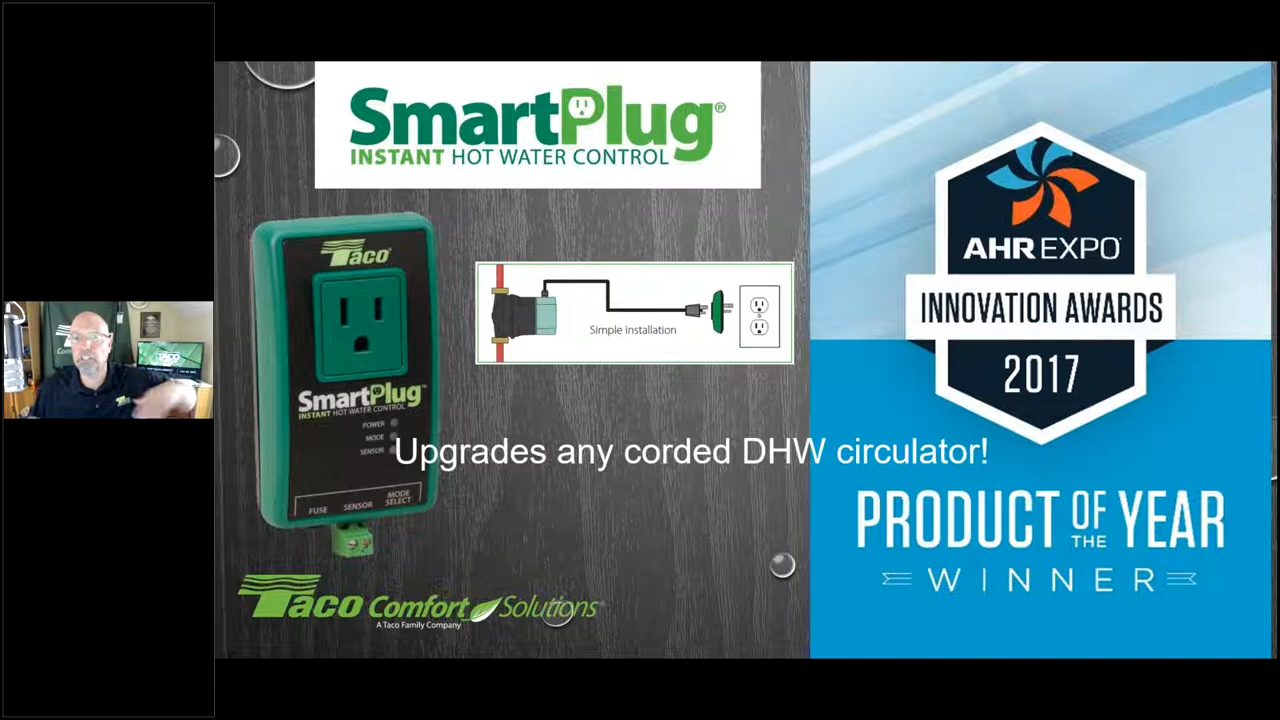 SmartPlug®
INSTANT HOT WATER CONTROL
Taco®
SmartPlug™
INSTANT HOT WATER CONTROL
POWER
MODE
SENSOR
FUSE
SENSOR
MODE
SELECT
Simple installation
Upgrades any corded DHW circulator!
Taco Comfort Solutions®
A Taco Family Company
AHR EXPO
INNOVATION AWARDS
2017
PRODUCT OF THE YEAR
WINNER
TACO